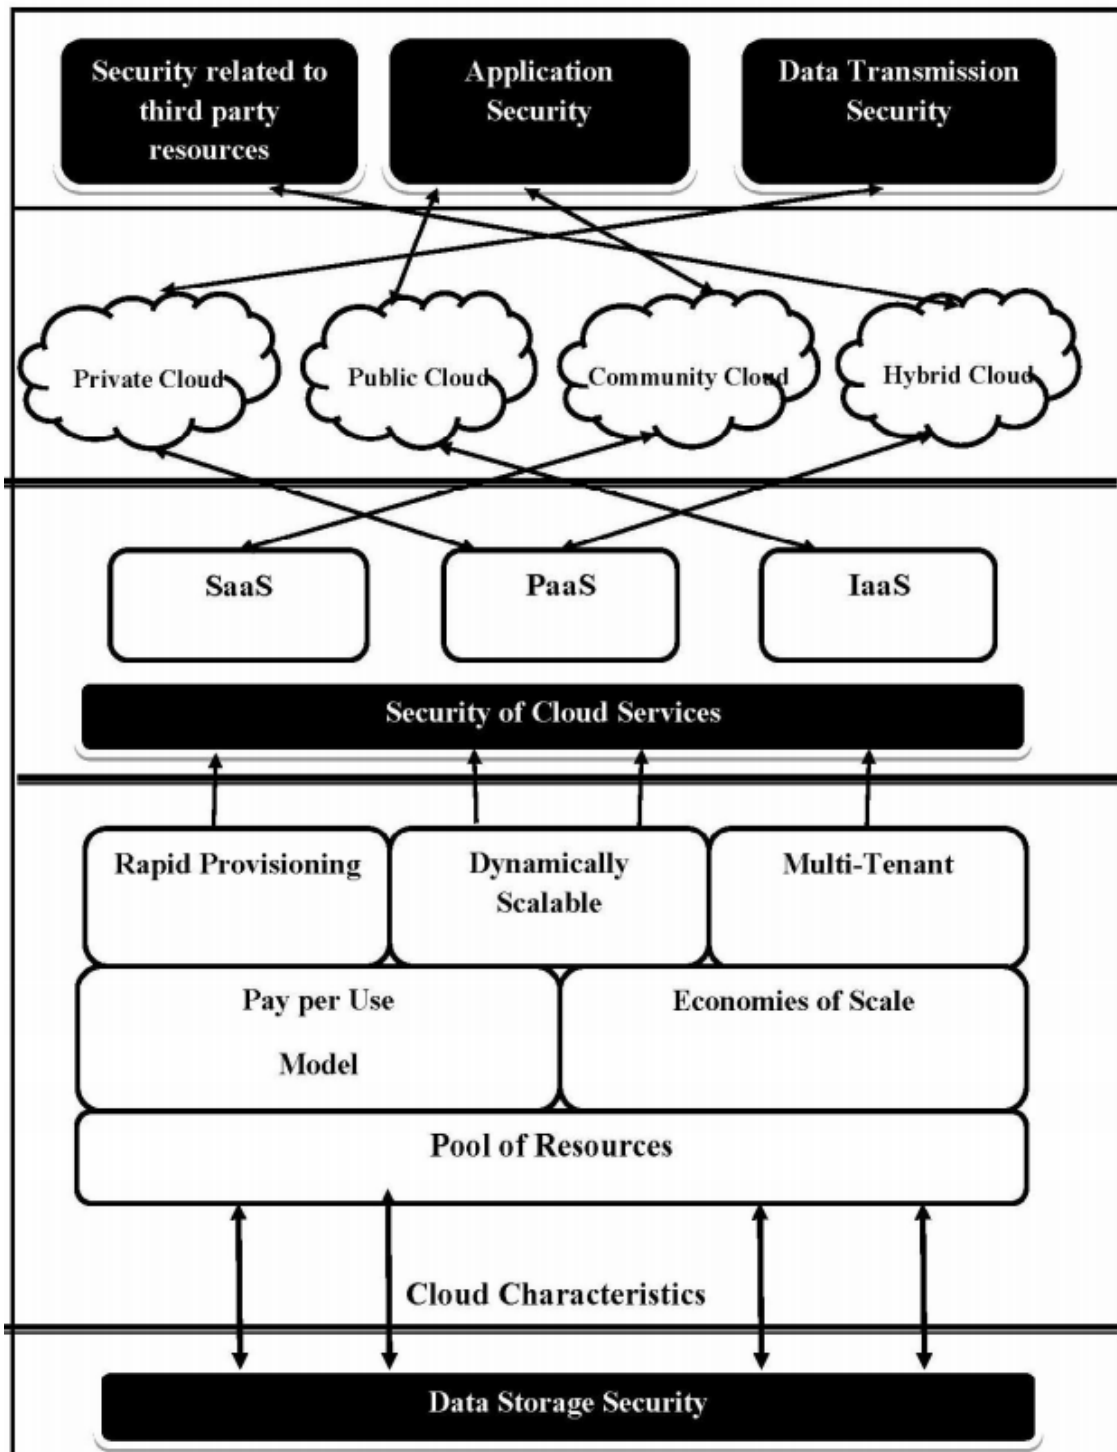 Security related to
third party
resources
Application
Security
Data Transmission
Security
Private Cloud
Public Cloud
Community Cloud
Hybrid Cloud
SaaS
PaaS
IaaS
Security of Cloud Services
Rapid Provisioning
Dynamically
Scalable
Multi-Tenant
Pay per Use
Model
Economies of Scale
Pool of Resources
Cloud Characteristics
Data Storage Security